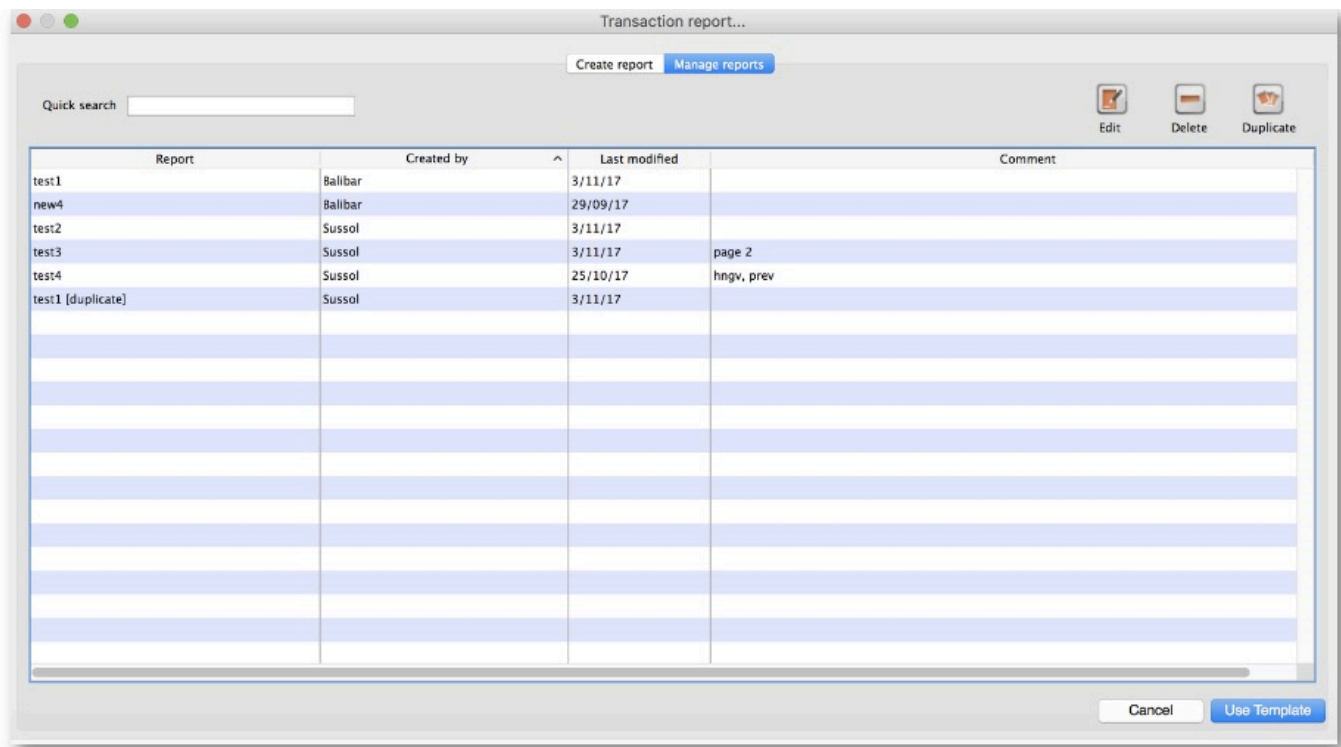 Transaction report...
Create report Manage reports
Quick search
Edit Delete Duplicate
Report Created by Last modified Comment
test1 Balibar 3/11/17
new4 Balibar 29/09/17
test2 Sussol 3/11/17
test3 Sussol 3/11/17 page 2
test4 Sussol 25/10/17 hngv, prev
test1 [duplicate] Sussol 3/11/17
Cancel Use Template